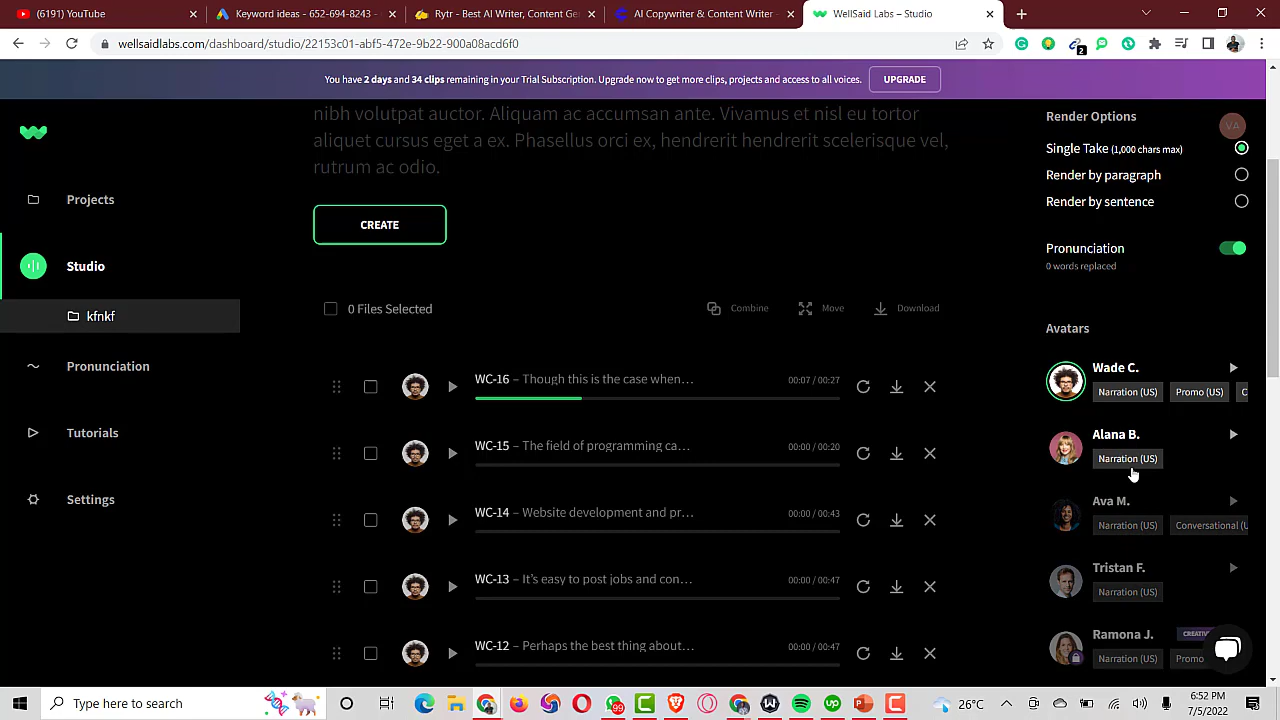 (6191) YouTube
Keyword ideas - 652-694-8243 -
Rytr - Best AI Writer, Content Ge
AI Copywriter & Content Writer -
WellSaid Labs – Studio
wellsaidlabs.com/dashboard/studio/22153c01-abf5-472e-9b22-900a08acd6f0
2
You have 2 days and 34 clips remaining in your Trial Subscription. Upgrade now to get more clips, projects and access to all voices.
UPGRADE
nibh volutpat auctor. Aliquam ac accumsan ante. Vivamus et nisl eu tortor
aliquet cursus eget a ex. Phasellus orci ex, hendrerit hendrerit scelerisque vel,
rutrum ac odio.
CREATE
Projects
Studio
kfnkf
Pronunciation
Tutorials
Settings
0 Files Selected
Combine
Move
Download
WC-16 – Though this is the case when…
00:07 / 00:27
WC-15 – The field of programming ca…
00:00 / 00:20
WC-14 – Website development and pr…
00:00 / 00:43
WC-13 – It's easy to post jobs and con…
00:00 / 00:47
WC-12 – Perhaps the best thing about…
00:00 / 00:47
Render Options
VA
Single Take (1,000 chars max)
Render by paragraph
Render by sentence
Pronunciation
0 words replaced
Avatars
Wade C.
Narration (US)
Promo (US)
C
Alana B.
Narration (US)
Ava M.
Narration (US)
Conversational (U
Tristan F.
Narration (US)
Ramona J.
CREATIV
Narration (US)
Promo
Type here to search
99
26°C
6:52 PM
7/5/2022